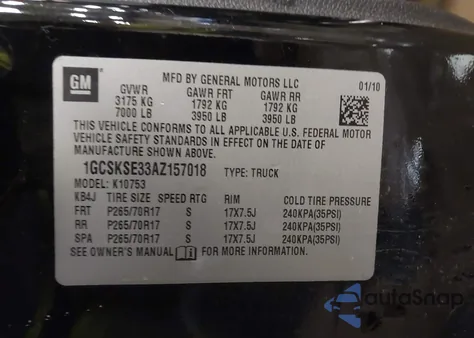 GM
MFD BY GENERAL MOTORS LLC
01/10
GVWR GAWR FRT GAWR RR
3175 KG 1792 KG 1792 KG
7000 LB 3950 LB 3950 LB
THIS VEHICLE CONFORMS TO ALL APPLICABLE U.S. FEDERAL MOTOR
VEHICLE SAFETY STANDARDS IN EFFECT ON THE DATE OF
MANUFACTURE SHOWN ABOVE.
1GCSKSE33AZ157018 TYPE: TRUCK
MODEL: K10753
KB4J TIRE SIZE SPEED RTG RIM COLD TIRE PRESSURE
FRT P265/70R17 S 17X7.5J 240KPA(35PSI)
RR P265/70R17 S 17X7.5J 240KPA(35PSI)
SPA P265/70R17 S 17X7.5J 240KPA(35PSI)
SEE OWNER'S MANUAL FOR MORE INFORMATION.
autoSnap